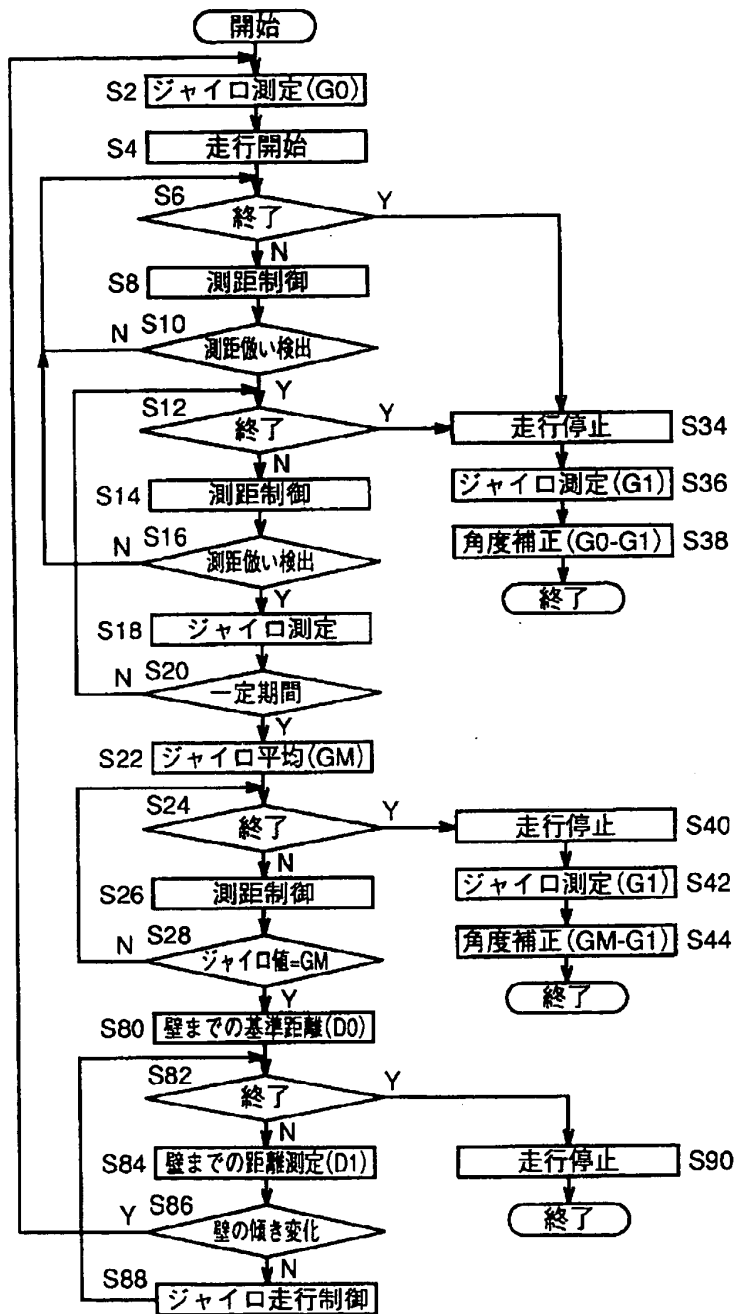 開始
S2 ジャイロ測定(G0)
S4 走行開始
S6 終了 Y
N
S8 測距制御
N S10 測距倣い検出
Y
S12 終了 Y 走行停止 S34
N
S14 測距制御 ジャイロ測定(G1) S36
N S16 測距倣い検出 角度補正(G0-G1) S38
Y 終了
S18 ジャイロ測定
N S20 一定期間
Y
S22 ジャイロ平均(GM)
S24 終了 Y 走行停止 S40
N
S26 測距制御 ジャイロ測定(G1) S42
N S28 ジャイロ値=GM 角度補正(GM-G1) S44
Y 終了
S80 壁までの基準距離(D0)
S82 終了 Y
N
S84 壁までの距離測定(D1) 走行停止 S90
Y S86 壁の傾き変化 終了
N
S88 ジャイロ走行制御